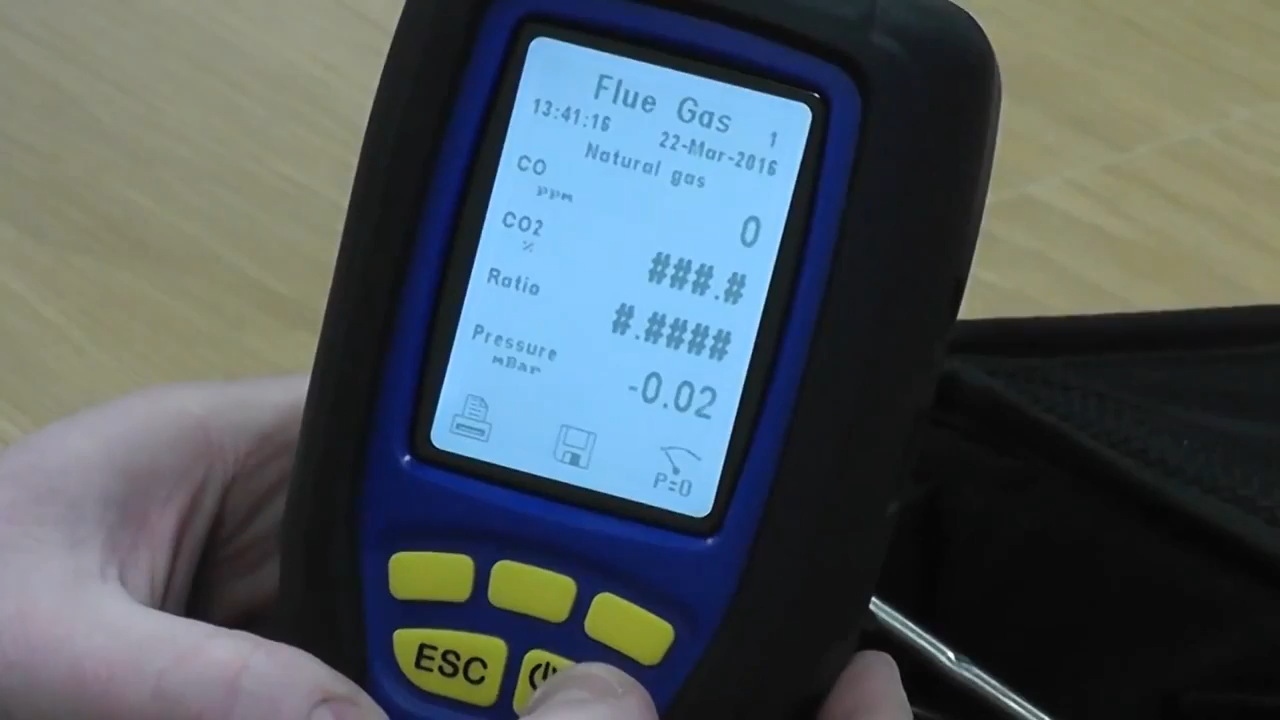 Flue Gas 1
13:41:16 22-Mar-2016
Natural gas
CO
ppm 0
CO2
% ###.#
Ratio #.####
Pressure
mBar -0.02
P=0
ESC